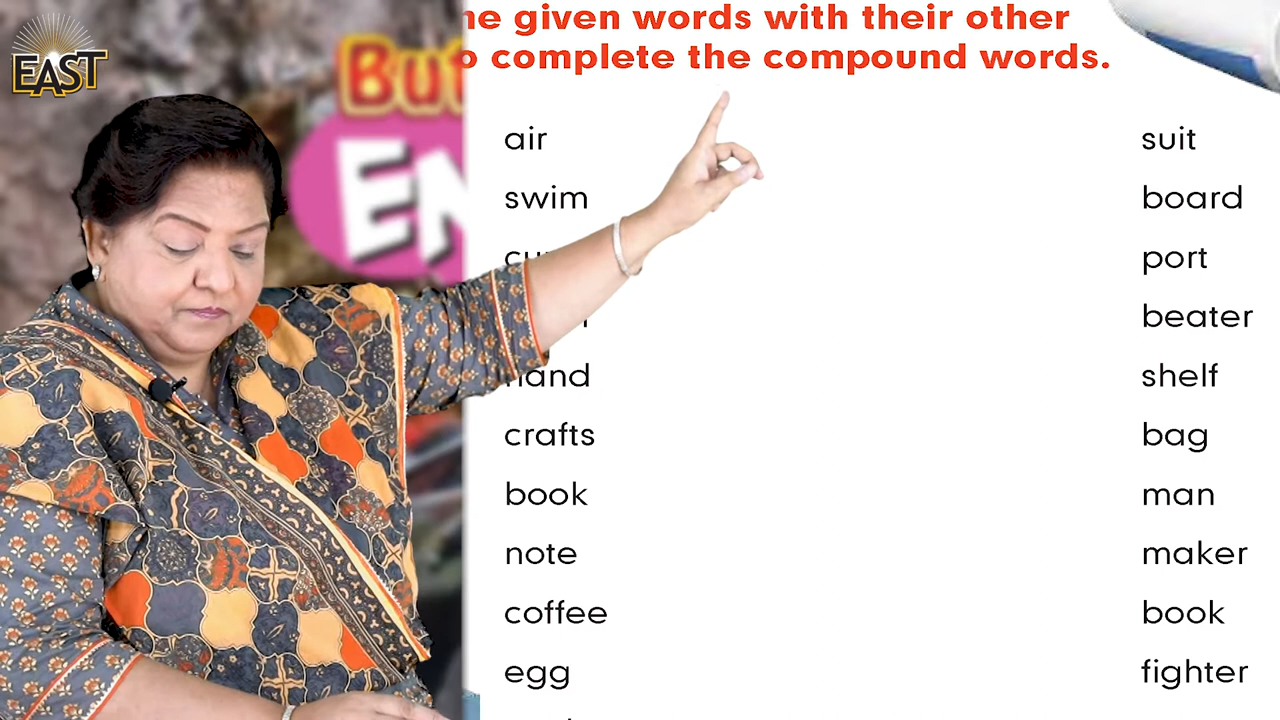 EAST
given words with their other
complete the compound words.
air suit
swim board
port
beater
hand shelf
crafts bag
book man
note maker
coffee book
egg fighter